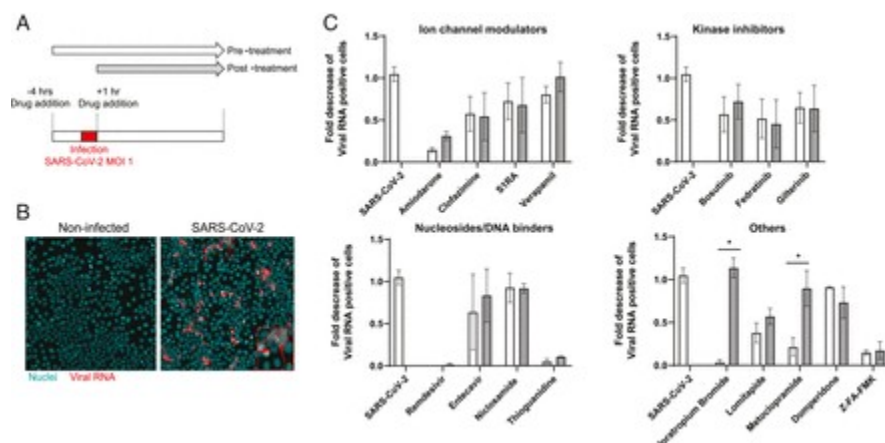 A
Pre-treatment
Post-treatment
-4 hrs
Drug addition
+1 hr
Drug addition
Infection
SARS-CoV-2 MOI 1
B
Non-infected
SARS-CoV-2
Nuclei
Viral RNA
C
Ion channel modulators
Fold descrease of
Viral RNA positive cells
1.5
1.0
0.5
0.0
SARS-CoV-2
Amiodarone
Clofazimine
S1RA
Verapamil
Kinase inhibitors
Fold descrease of
Viral RNA positive cells
1.5
1.0
0.5
0.0
SARS-CoV-2
Bosutinib
Fedratinib
Gilterinib
Nucleosides/DNA binders
Fold descrease of
Viral RNA positive cells
1.5
1.0
0.5
0.0
SARS-CoV-2
Remdesivir
Entecavir
Niclosamide
Thioguanidine
Others
Fold descrease of
Viral RNA positive cells
1.5
1.0
0.5
0.0
*
*
SARS-CoV-2
Lomitapide
Metoclopramide
Domperidone
Z-FA-FMK